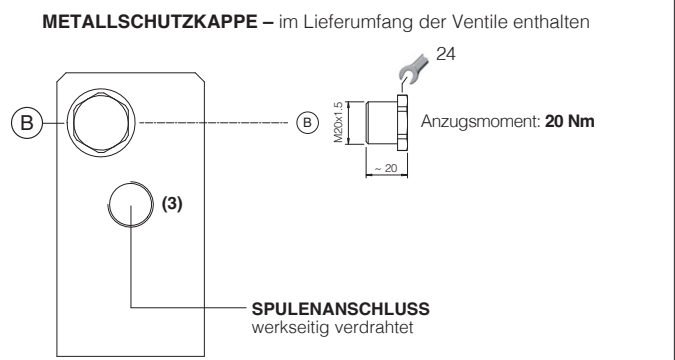 METALLSCHUTZKAPPE – im Lieferumfang der Ventile enthalten
24
B
B
M20x1.5
Anzugsmoment: 20 Nm
~ 20
(3)
SPULENANSCHLUSS
werkseitig verdrahtet